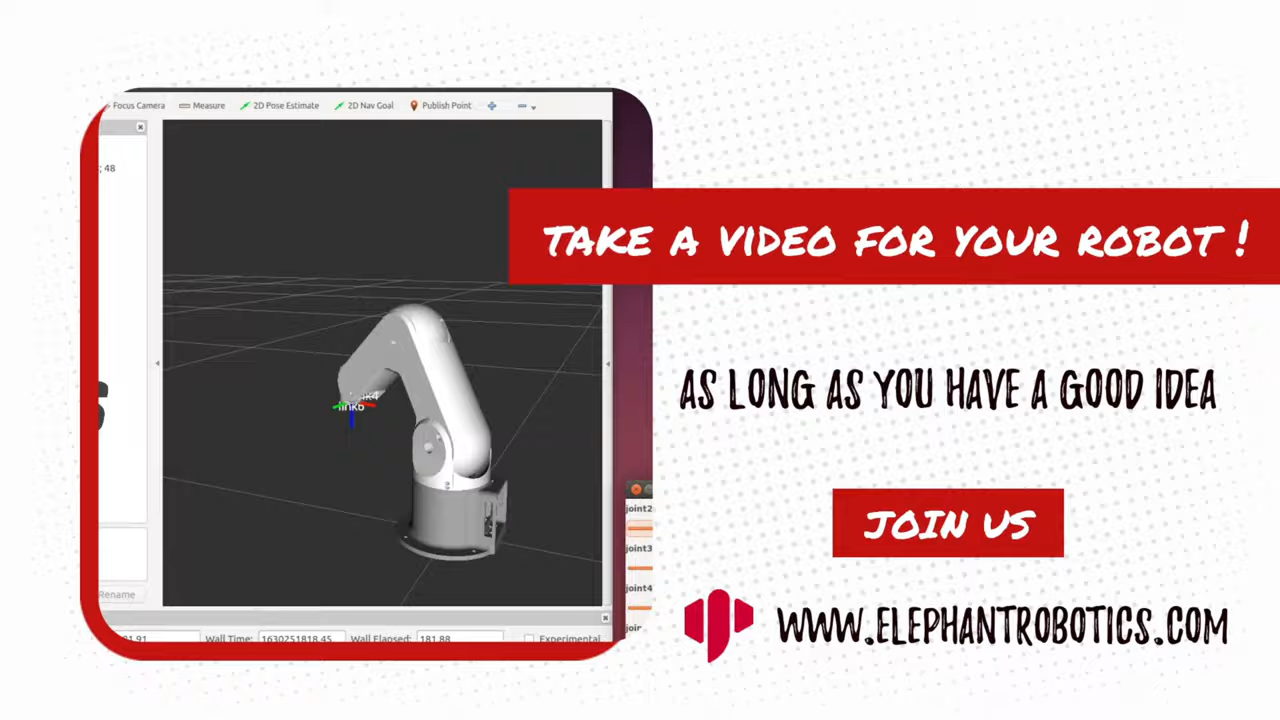 Focus Camera Measure 2D Pose Estimate 2D Nav Goal Publish Point
; 48
TAKE A VIDEO FOR YOUR ROBOT !
link6
AS LONG AS YOU HAVE A GOOD IDEA
joint2
joint3
joint4
JOIN US
Rename
WWW.ELEPHANTROBOTICS.COM
Wall Time: 1630251818.45 Wall Elapsed: 181.88 Experimental